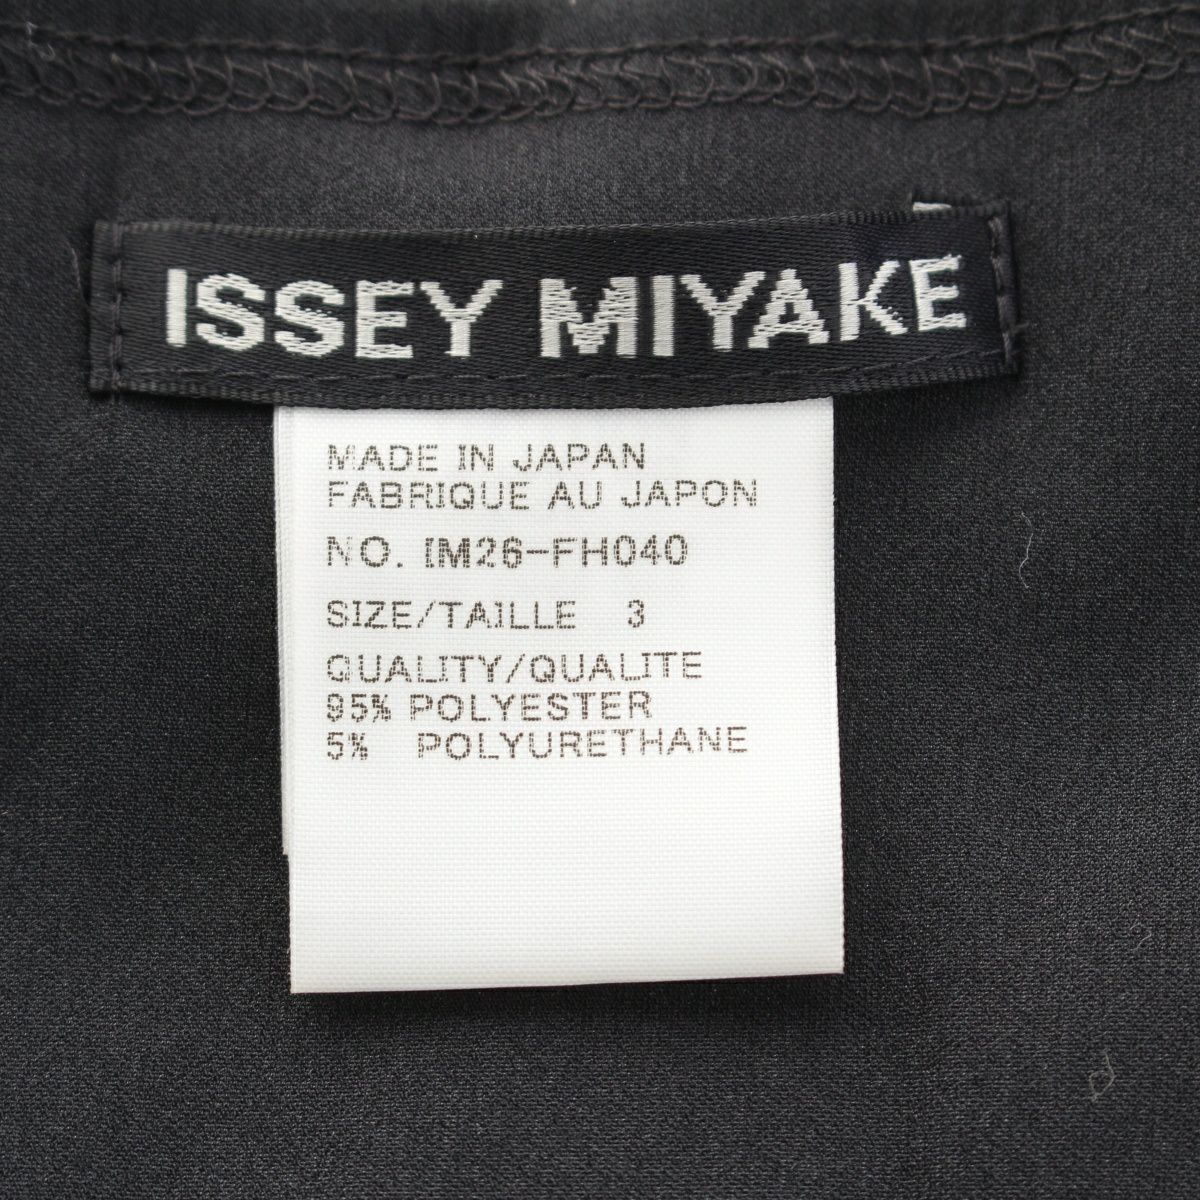 ISSEY MIYAKE
MADE IN JAPAN
FABRIQUE AU JAPON
NO. IM26-FH040
SIZE/TAILLE 3
QUALITY/QUALITE
95% POLYESTER
5% POLYURETHANE